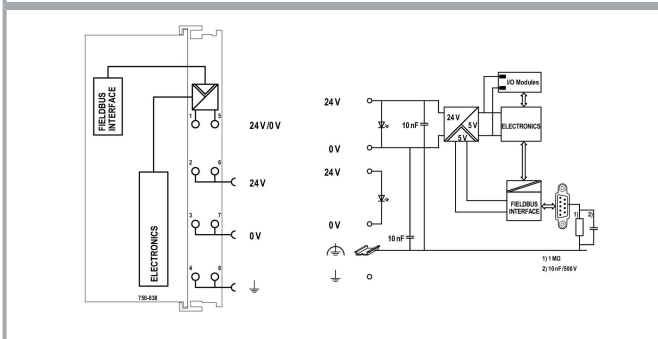 FIELDBUS
INTERFACE
ELECTRONICS
750-838
1 5
24 V/0 V
2 6
24 V
3 7
0 V
4 8
24 V
0 V
24 V
0 V
10 nF
10 nF
24 V
5 V
5 V
I/O Modules
ELECTRONICS
FIELDBUS
INTERFACE
1)
2)
1) 1 MΩ
2) 10 nF/500 V